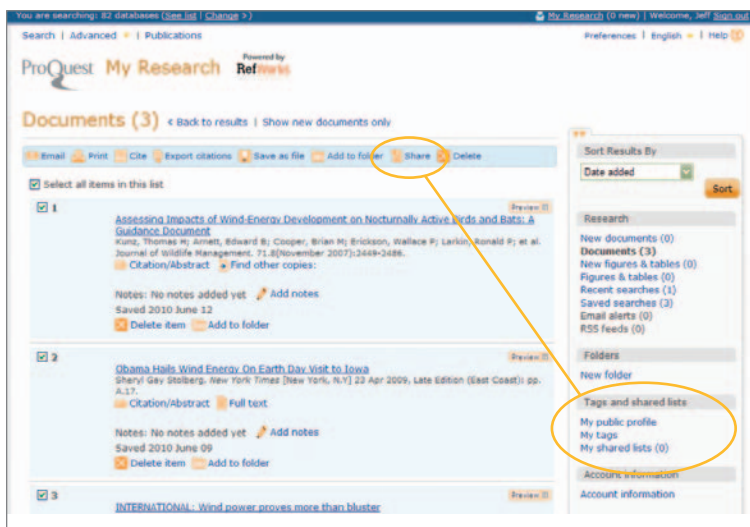 You are searching: 82 databases (See list | Change >)
My Research (0 new) | Welcome, Jeff Sign out
Search | Advanced | Publications
Preferences | English | Help
ProQuest My Research
Powered by
RefWorks
Documents (3) < Back to results | Show new documents only
Email Print Cite Export citations Save as file Add to folder Share Delete
Select all items in this list
1
Preview
Assessing Impacts of Wind-Energy Development on Nocturnally Active Birds and Bats: A
Guidance Document
Kunz, Thomas H; Arnett, Edward B; Cooper, Brian M; Erickson, Wallace P; Larkin, Ronald P; et al.
Journal of Wildlife Management. 71.8(November 2007):2449-2486.
Citation/Abstract Find other copies:
Notes: No notes added yet Add notes
Saved 2010 June 12
Delete item Add to folder
2
Preview
Obama Hails Wind Energy On Earth Day Visit to Iowa
Sheryl Gay Stolberg. New York Times [New York, N.Y] 23 Apr 2009, Late Edition (East Coast): pp.
A.17.
Citation/Abstract Full text
Notes: No notes added yet Add notes
Saved 2010 June 09
Delete item Add to folder
3
Preview
INTERNATIONAL: Wind power proves more than bluster
Sort Results By
Date added
Sort
Research
New documents (0)
Documents (3)
New figures & tables (0)
Figures & tables (0)
Recent searches (1)
Saved searches (3)
Email alerts (0)
RSS feeds (0)
Folders
New folder
Tags and shared lists
My public profile
My tags
My shared lists (0)
Account information
Account information